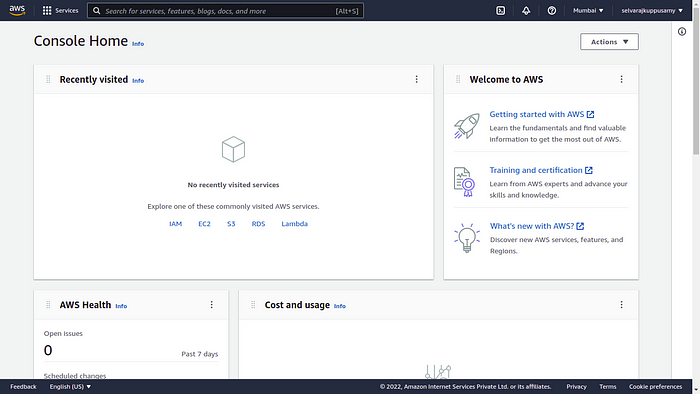 aws Services Search for services, features, blogs, docs, and more [Alt+S] Mumbai selvarajkuppusamy
Console Home Info
Actions
Recently visited Info
No recently visited services
Explore one of these commonly visited AWS services.
IAM EC2 S3 RDS Lambda
Welcome to AWS
Getting started with AWS
Learn the fundamentals and find valuable
information to get the most out of AWS.
Training and certification
Learn from AWS experts and advance your
skills and knowledge.
What's new with AWS?
Discover new AWS services, features, and
Regions.
AWS Health Info
Open issues
0 Past 7 days
Scheduled changes
Cost and usage Info
Feedback English (US) © 2022, Amazon Internet Services Private Ltd. or its affiliates. Privacy Terms Cookie preferences